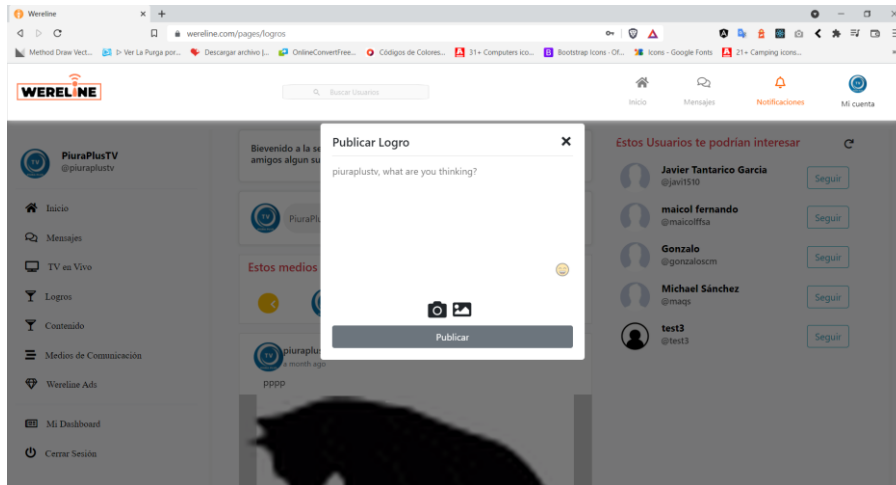 Wereline
wereline.com/pages/logros
Method Draw Vect...
Ver La Purga por...
Descargar archivo |...
OnlineConvertFree...
Códigos de Colores...
31+ Computers ico...
Bootstrap Icons · Of...
Icons - Google Fonts
21+ Camping icons...
WERELINE
Buscar Usuarios
Inicio
Mensajes
Notificaciones
Mi cuenta
PiuraPlusTV
@piuraplustv
Inicio
Mensajes
TV en Vivo
Logros
Contenido
Medios de Comunicación
Wereline Ads
Mi Dashboard
Cerrar Sesión
Bienvenido a la se
amigos algun su
PiuraPlu
Estos medios
piuraplus
a month ago
pppp
Publicar Logro
piuraplustv, what are you thinking?
Publicar
Estos Usuarios te podrían interesar
Javier Tantarico Garcia
@javi1510
Seguir
maicol fernando
@maicolffsa
Seguir
Gonzalo
@gonzaloscm
Seguir
Michael Sánchez
@maqs
Seguir
test3
@test3
Seguir